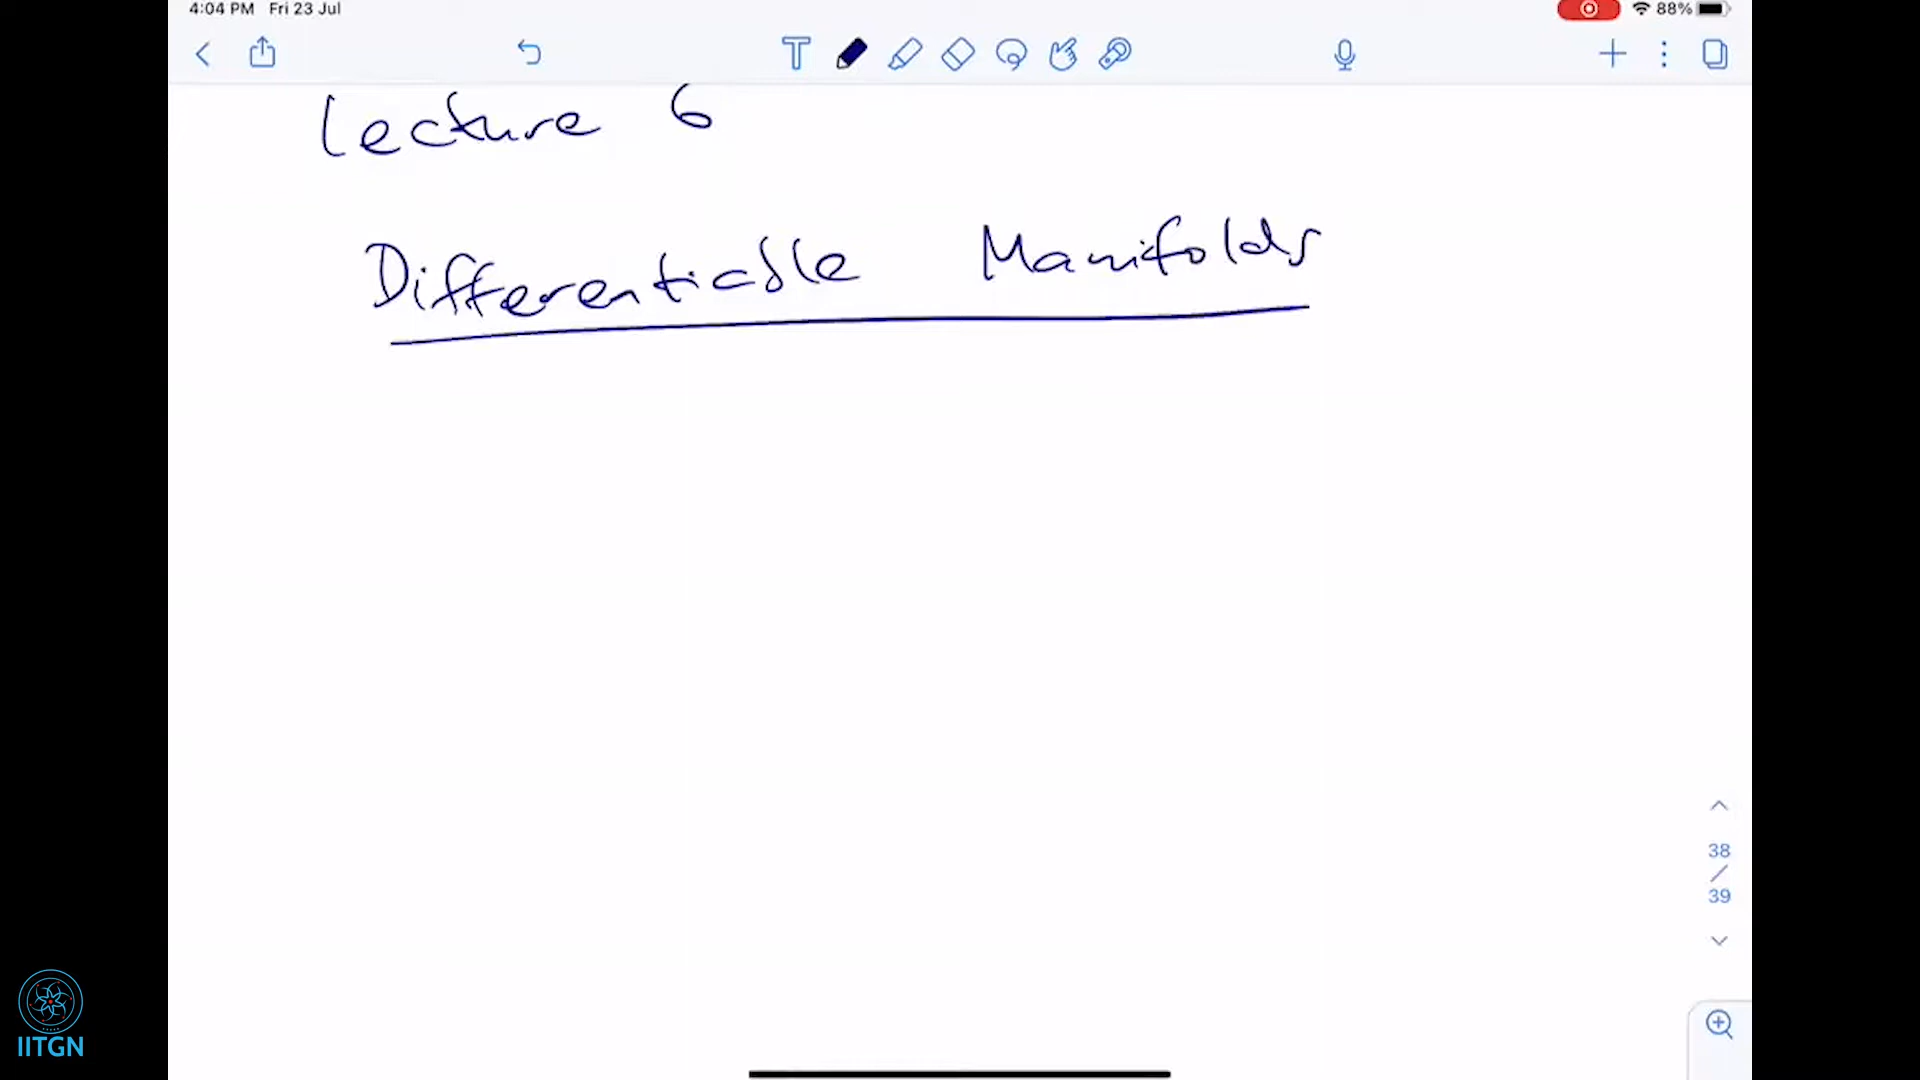 4:04 PM Fri 23 Jul
88%
Lecture 6
Differentiable Manifolds
38
39
IITGN